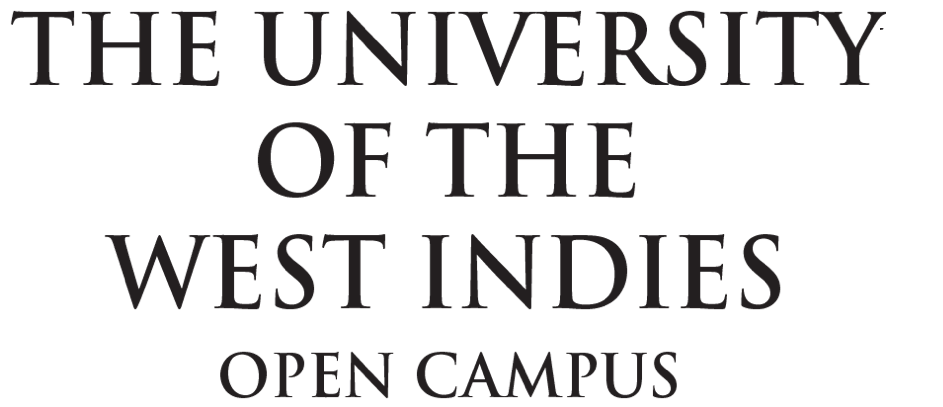 THE UNIVERSITY
OF THE
WEST INDIES
OPEN CAMPUS